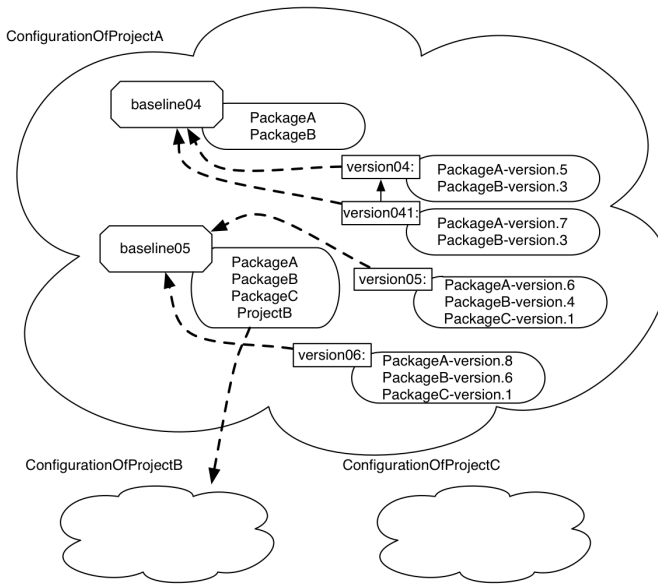 ConfigurationOfProjectA
baseline04
PackageA
PackageB
version04:
PackageA-version.5
PackageB-version.3
version041:
PackageA-version.7
PackageB-version.3
baseline05
PackageA
PackageB
PackageC
ProjectB
version05:
PackageA-version.6
PackageB-version.4
PackageC-version.1
version06:
PackageA-version.8
PackageB-version.6
PackageC-version.1
ConfigurationOfProjectB
ConfigurationOfProjectC